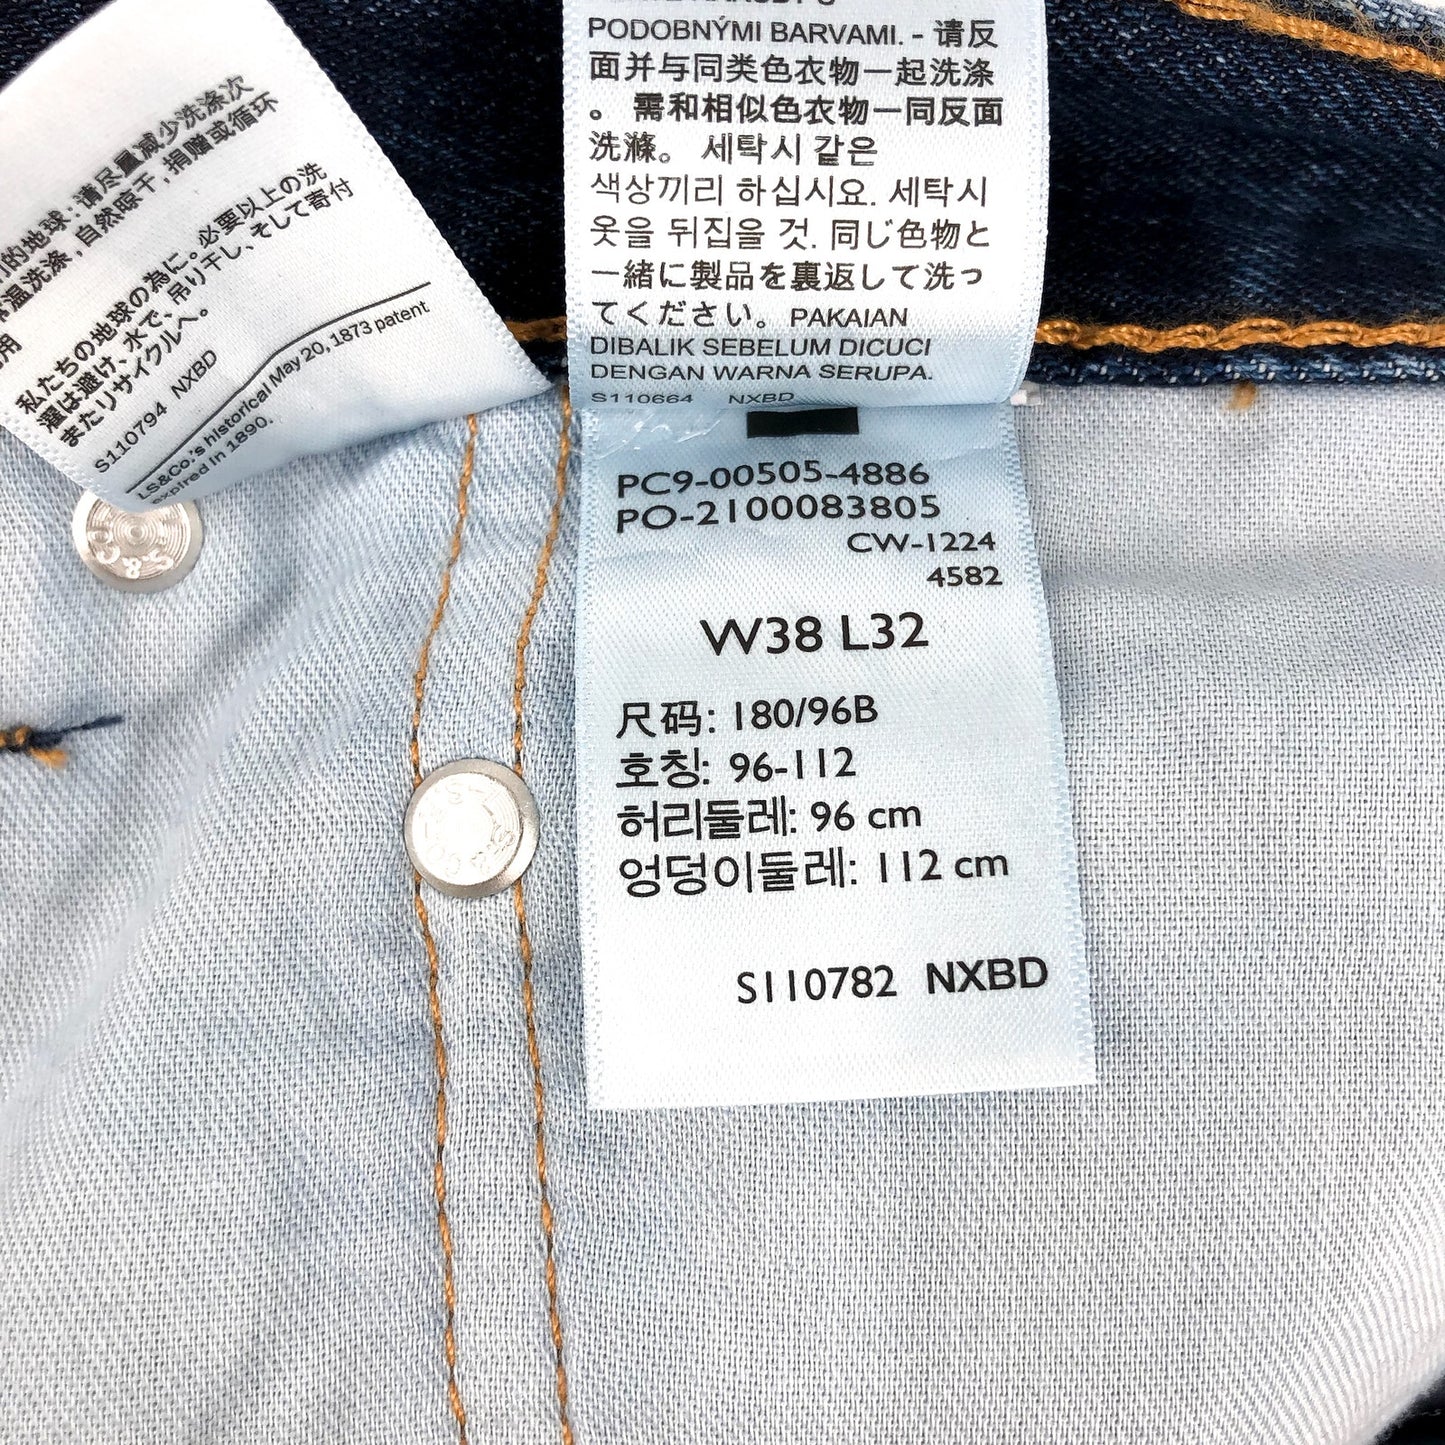 们的地球:请尽量减少洗涤次
常温洗涤,自然晾干,捐赠或循环
用
私たちの地球の為に。必要以上の洗
濯は避け、水で、吊り干し、そして寄付
またリサイクルへ。
S110794 NXBD
LS&Co.'s historical May 20, 1873 patent
expired in 1890.
PODOBNÝMI BARVAMI. - 请反
面并与同类色衣物一起洗涤
。需和相似色衣物一同反面
洗滌。 세탁시 같은
색상끼리 하십시요. 세탁시
옷을 뒤집을 것. 同じ色物と
一緒に製品を裏返して洗っ
てください。 PAKAIAN
DIBALIK SEBELUM DICUCI
DENGAN WARNA SERUPA.
S110664 NXBD
PC9-00505-4886
PO-2100083805
CW-1224
4582
W38 L32
尺码: 180/96B
호칭: 96-112
허리둘레: 96 cm
엉덩이둘레: 112 cm
S110782 NXBD